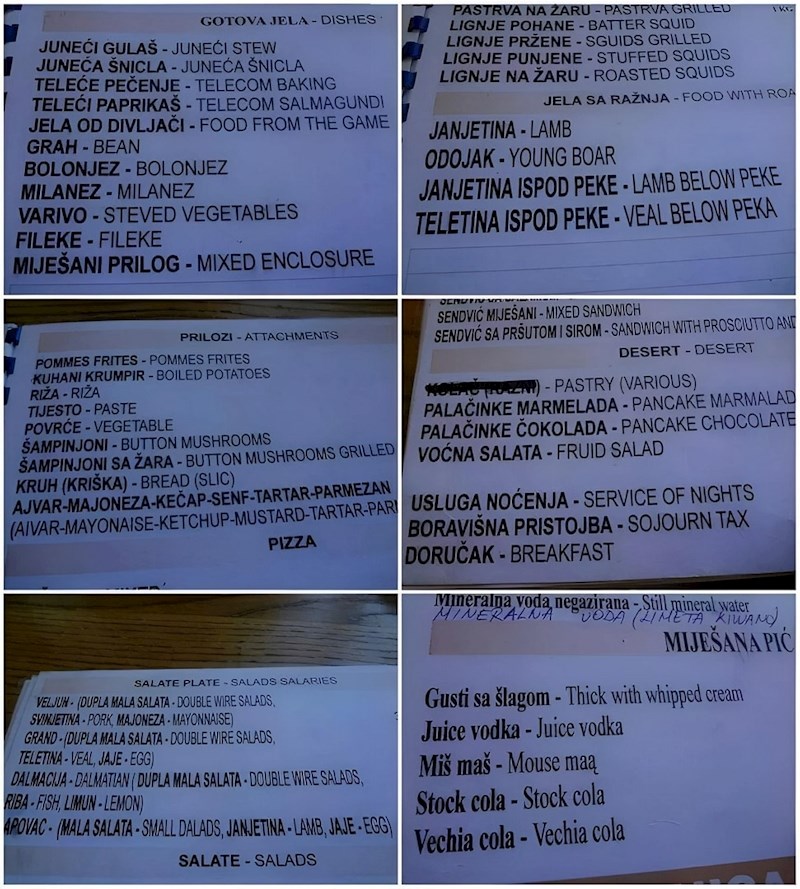 GOTOVA JELA - DISHES
JUNEĆI GULAŠ - JUNEĆI STEW
JUNEĆA ŠNICLA - JUNEĆA ŠNICLA
TELEĆE PEČENJE - TELECOM BAKING
TELEĆI PAPRIKAŠ - TELECOM SALMAGUNDI
JELA OD DIVLJAČI - FOOD FROM THE GAME
GRAH - BEAN
BOLONJEZ - BOLONJEZ
MILANEZ - MILANEZ
VARIVO - STEVED VEGETABLES
FILEKE - FILEKE
MIJEŠANI PRILOG - MIXED ENCLOSURE
PASTRVA NA ŽARU - PASTRVA GRILLED
LIGNJE POHANE - BATTER SQUID
LIGNJE PRŽENE - SGUIDS GRILLED
LIGNJE PUNJENE - STUFFED SQUIDS
LIGNJE NA ŽARU - ROASTED SQUIDS
JELA SA RAŽNJA - FOOD WITH ROA
JANJETINA - LAMB
ODOJAK - YOUNG BOAR
JANJETINA ISPOD PEKE - LAMB BELOW PEKE
TELETINA ISPOD PEKE - VEAL BELOW PEKA
PRILOZI - ATTACHMENTS
POMMES FRITES - POMMES FRITES
KUHANI KRUMPIR - BOILED POTATOES
RIŽA - RIŽA
TIJESTO - PASTE
POVRĆE - VEGETABLE
ŠAMPINJONI - BUTTON MUSHROOMS
ŠAMPINJONI SA ŽARA - BUTTON MUSHROOMS GRILLED
KRUH (KRIŠKA) - BREAD (SLIC)
AJVAR-MAJONEZA-KEČAP-SENF-TARTAR-PARMEZAN
(AIVAR-MAYONAISE-KETCHUP-MUSTARD-TARTAR-PAR
PIZZA
SENDVIČ MIJEŠANI - MIXED SANDWICH
SENDVIČ SA PRŠUTOM I SIROM - SANDWICH WITH PROSCIUTTO AND
DESERT - DESERT
KOLAČ (RAZNI) - PASTRY (VARIOUS)
PALAČINKE MARMELADA - PANCAKE MARMALAD
PALAČINKE ČOKOLADA - PANCAKE CHOCOLATE
VOĆNA SALATA - FRUID SALAD
USLUGA NOĆENJA - SERVICE OF NIGHTS
BORAVIŠNA PRISTOJBA - SOJOURN TAX
DORUČAK - BREAKFAST
SALATE PLATE - SALADS SALARIES
VELJUN - (DUPLA MALA SALATA - DOUBLE WIRE SALADS,
SVINJETINA - PORK, MAJONEZA - MAYONNAISE)
GRAND - (DUPLA MALA SALATA - DOUBLE WIRE SALADS,
TELETINA - VEAL, JAJE - EGG)
DALMACIJA - DALMATIAN ( DUPLA MALA SALATA - DOUBLE WIRE SALADS,
RIBA - FISH, LIMUN - LEMON)
APOVAC - (MALA SALATA - SMALL DALADS, JANJETINA - LAMB, JAJE - EGG)
SALATE - SALADS
Mineralna voda negazirana - Still mineral water
MINERALNA VODA (LIMETA KIWANO)
MIJEŠANA PIĆ
Gusti sa šlagom - Thick with whipped cream
Juice vodka - Juice vodka
Miš maš - Mouse maą
Stock cola - Stock cola
Vechia cola - Vechia cola